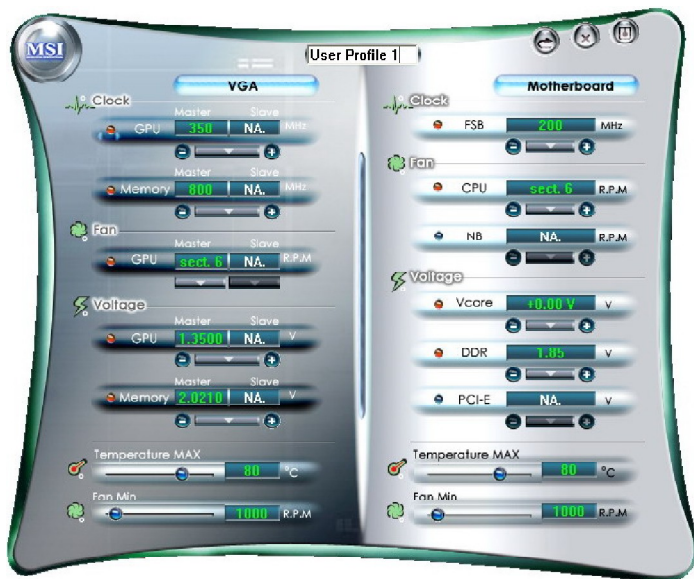 MSI
User Profile 1
VGA
Clock
Master Slave
GPU 350 NA. MHz
Master Slave
Memory 800 NA. MHz
Fan
Master Slave
GPU sect. 6 NA. R.P.M
Voltage
Master Slave
GPU 1.3500 NA. V
Master Slave
Memory 2.0210 NA. V
Temperature MAX
80 °C
Fan Min
1000 R.P.M
Motherboard
Clock
FSB 200 MHz
Fan
CPU sect. 6 R.P.M
NB NA. R.P.M
Voltage
Vcore +0.00 V V
DDR 1.85 V
PCI-E NA. V
Temperature MAX
80 °C
Fan Min
1000 R.P.M